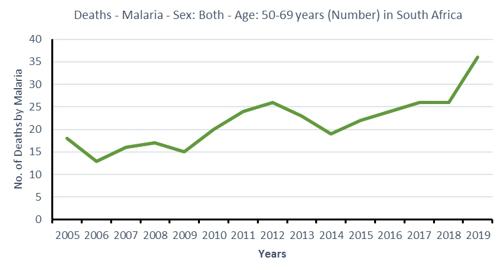 Deaths - Malaria - Sex: Both - Age: 50-69 years (Number) in South Africa
40
35
30
25
20
15
10
5
0
No. of Deaths by Malaria
2005 2006 2007 2008 2009 2010 2011 2012 2013 2014 2015 2016 2017 2018 2019
Years